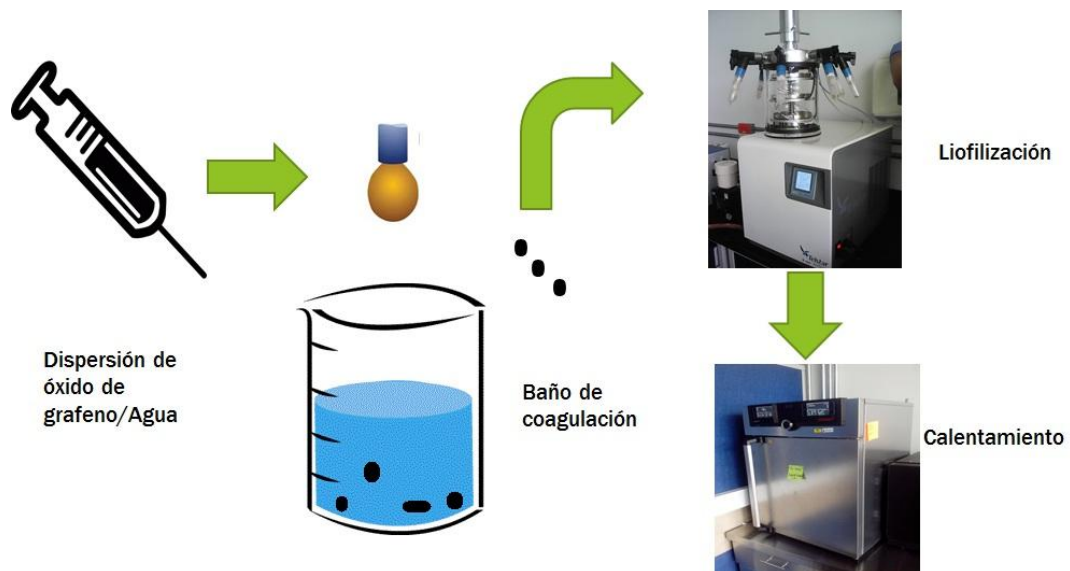 Liofilización
Dispersión de
óxido de
grafeno/Agua
Baño de
coagulación
Calentamiento